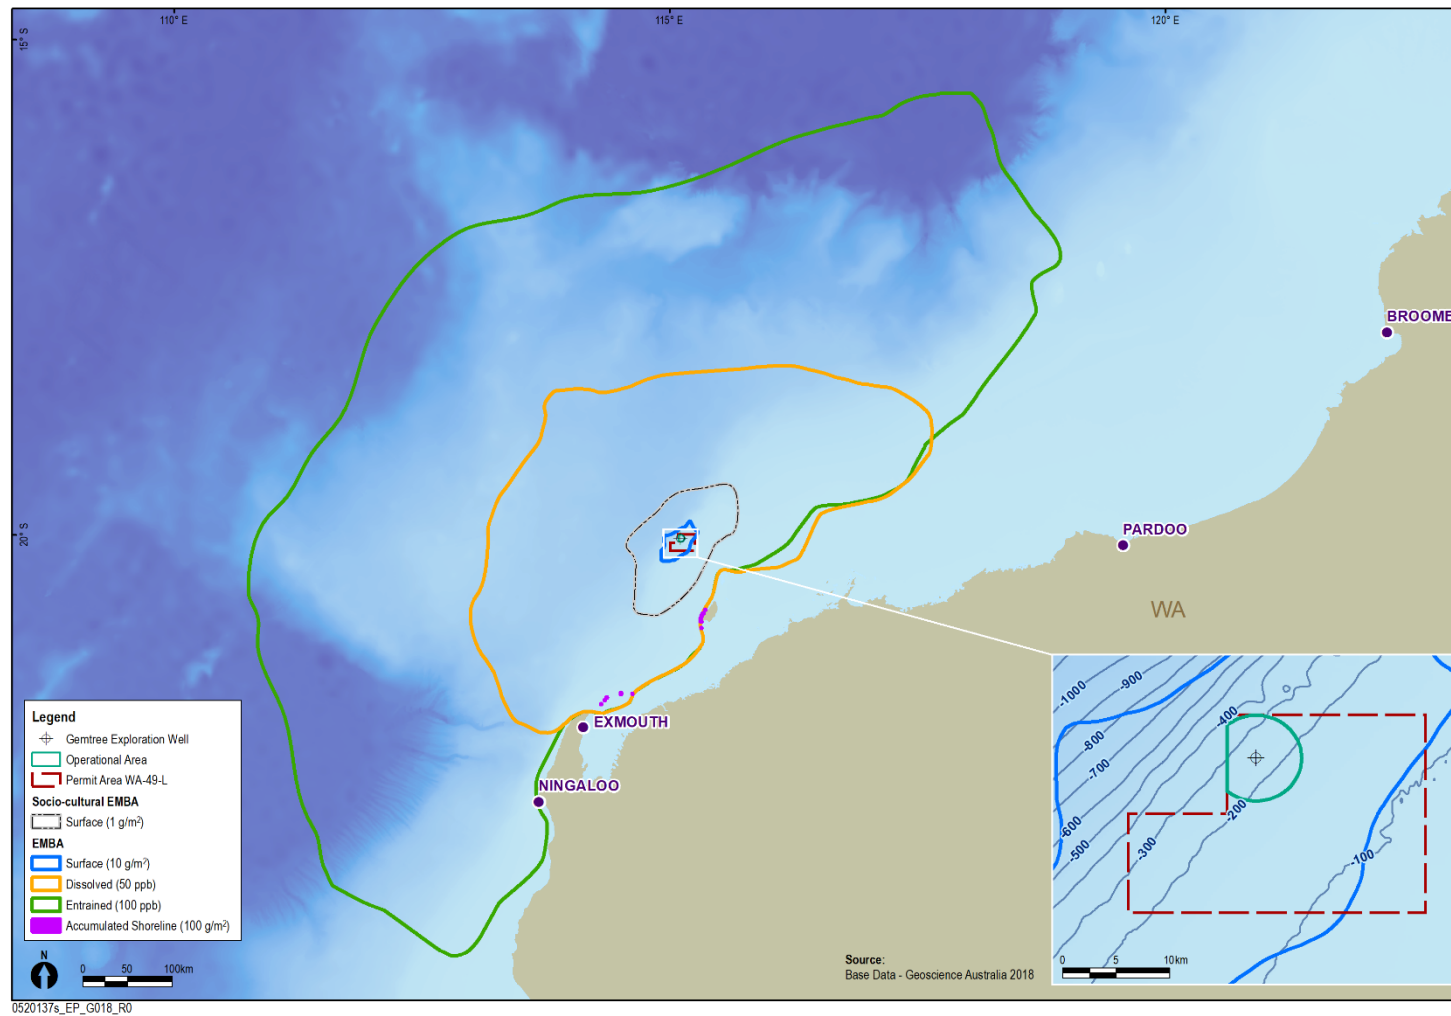 110° E
115° E
120° E
15° S
20° S
BROOME
PARDOO
WA
EXMOUTH
NINGALOO
Legend
Gemtree Exploration Well
Operational Area
Permit Area WA-49-L
Socio-cultural EMBA
Surface (1 g/m²)
EMBA
Surface (10 g/m²)
Dissolved (50 ppb)
Entrained (100 ppb)
Accumulated Shoreline (100 g/m²)
N
0 50 100km
Source:
Base Data - Geoscience Australia 2018
-1000
-900
-800
-700
-600
-500
-400
-300
-200
-100
0 5 10km
0520137s_EP_G018_R0